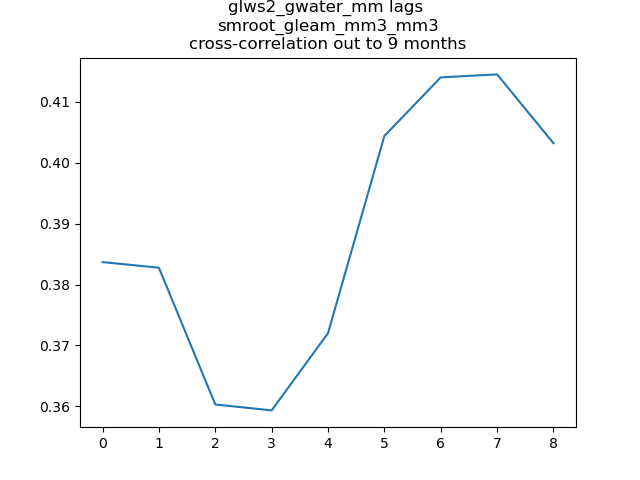 glws2_gwater_mm lags
smroot_gleam_mm3_mm3
cross-correlation out to 9 months
0.41
0.40
0.39
0.38
0.37
0.36
0 1 2 3 4 5 6 7 8